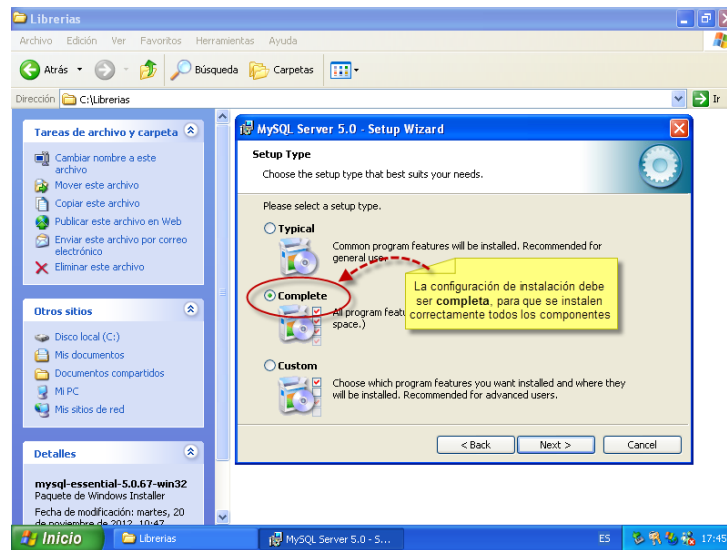 Librerias
Archivo Edición Ver Favoritos Herramientas Ayuda
Atrás Búsqueda Carpetas
Dirección C:\Librerias Ir
Tareas de archivo y carpeta
Cambiar nombre a este
archivo
Mover este archivo
Copiar este archivo
Publicar este archivo en Web
Enviar este archivo por correo
electrónico
Eliminar este archivo
Otros sitios
Disco local (C:)
Mis documentos
Documentos compartidos
Mi PC
Mis sitios de red
Detalles
mysql-essential-5.0.67-win32
Paquete de Windows Installer
Fecha de modificación: martes, 20
de noviembre de 2012, 10:47
MySQL Server 5.0 - Setup Wizard
Setup Type
Choose the setup type that best suits your needs.
Please select a setup type.
Typical
Common program features will be installed. Recommended for
general use.
Complete
All program featu
space.)
La configuración de instalación debe
ser completa, para que se instalen
correctamente todos los componentes
Custom
Choose which program features you want installed and where they
will be installed. Recommended for advanced users.
< Back Next > Cancel
Inicio Librerias MySQL Server 5.0 - S... ES 17:45